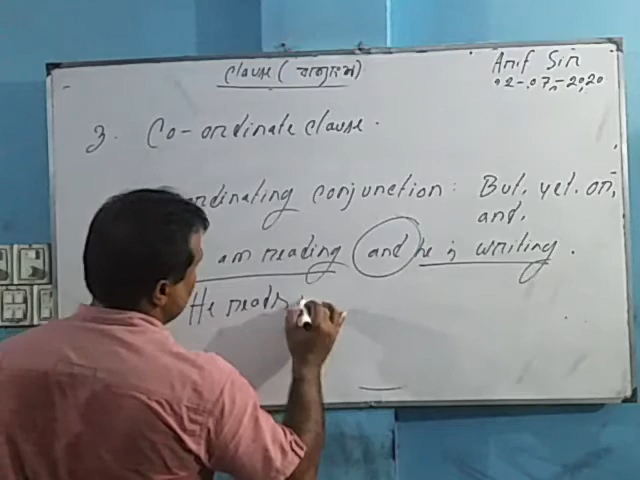 Clause (বাক্যাংশ)
Arif Sir
02-07-2020
3. Co-ordinate clause.
ordinating conjunction: But, yet, or,
and,
am reading and he is writing.
He reads